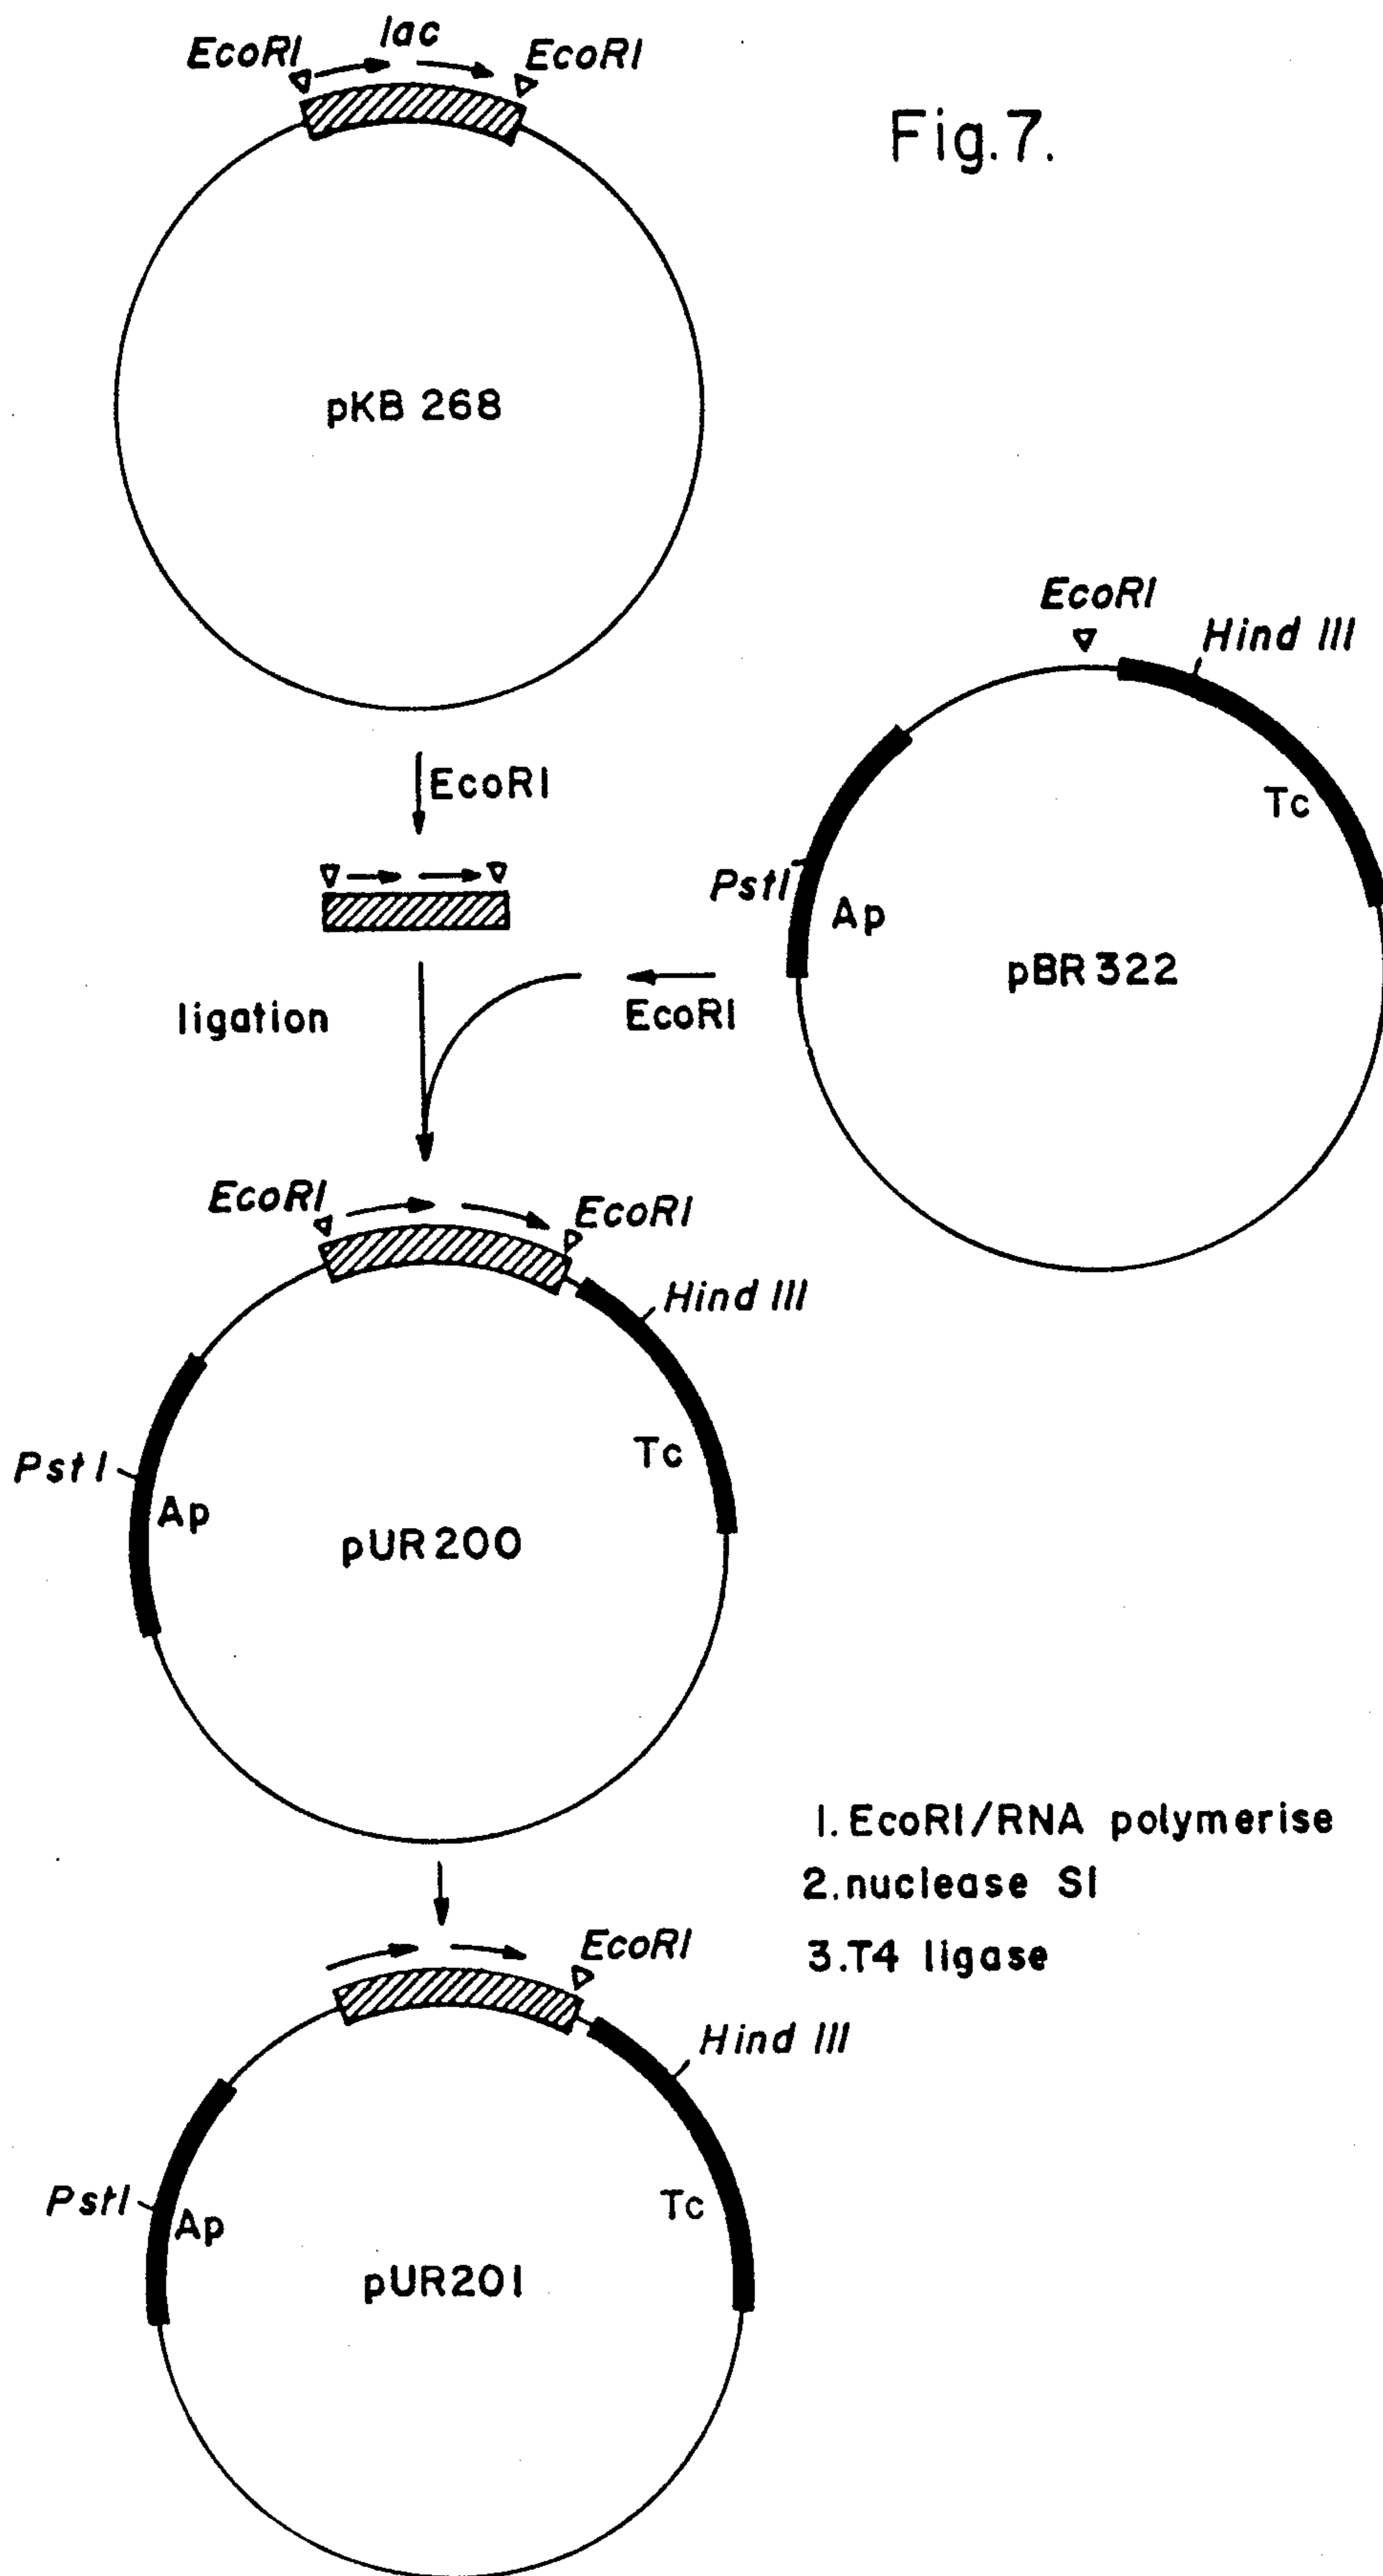 lac
EcoRI
EcoRI
Fig.7.
pKB 268
EcoRI
Hind III
EcoRI
Tc
PstI
Ap
pBR 322
EcoRI
ligation
EcoRI
EcoRI
Hind III
Tc
Pst I
Ap
pUR200
1. EcoRI/RNA polymerise
2. nuclease SI
3. T4 ligase
EcoRI
Hind III
PstI
Ap
Tc
pUR201